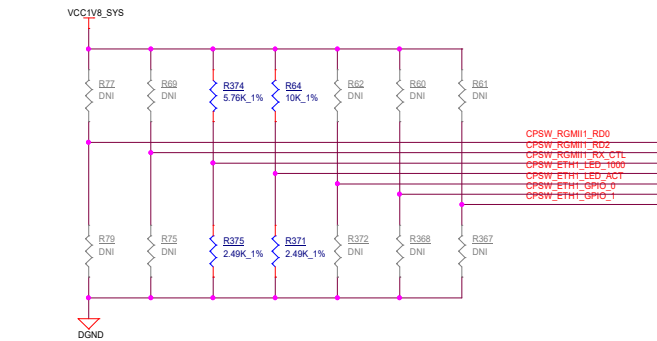 VCC1V8_SYS
R77 R69 R374 R64 R62 R60 R61
DNI DNI 5.76K_1% 10K_1% DNI DNI DNI
CPSW_RGMII1_RD0
CPSW_RGMII1_RD2
CPSW_RGMII1_RX_CTL
CPSW_ETH1_LED_1000
CPSW_ETH1_LED_ACT
CPSW_ETH1_GPIO_0
CPSW_ETH1_GPIO_1
R79 R75 R375 R371 R372 R368 R367
DNI DNI 2.49K_1% 2.49K_1% DNI DNI DNI
DGND